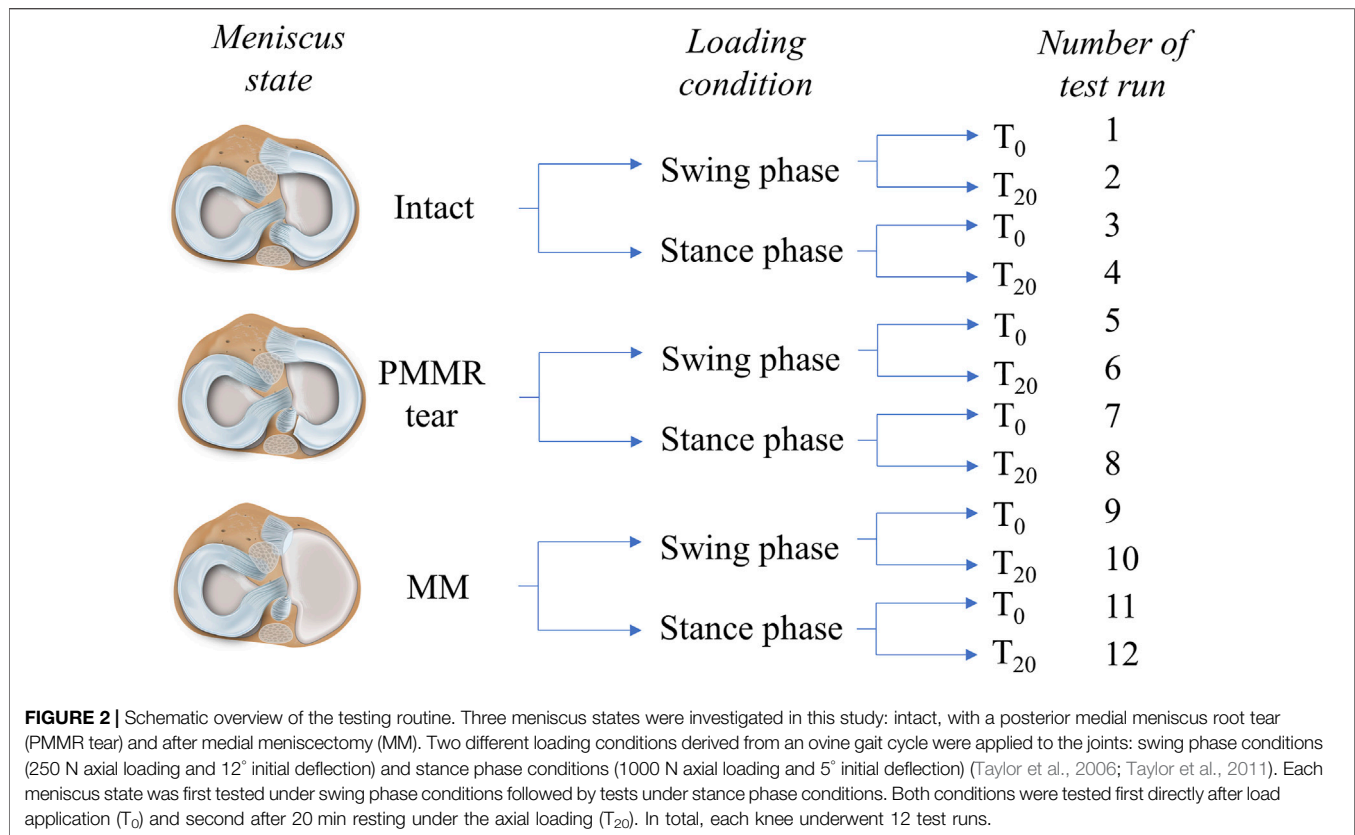 Meniscus state
Loading condition
Number of test run
Intact
Swing phase
T0 1
T20 2
Stance phase
T0 3
T20 4
PMMR tear
Swing phase
T0 5
T20 6
Stance phase
T0 7
T20 8
MM
Swing phase
T0 9
T20 10
Stance phase
T0 11
T20 12
FIGURE 2 | Schematic overview of the testing routine. Three meniscus states were investigated in this study: intact, with a posterior medial meniscus root tear
(PMMR tear) and after medial meniscectomy (MM). Two different loading conditions derived from an ovine gait cycle were applied to the joints: swing phase conditions
(250 N axial loading and 12° initial deflection) and stance phase conditions (1000 N axial loading and 5° initial deflection) (Taylor et al., 2006; Taylor et al., 2011). Each
meniscus state was first tested under swing phase conditions followed by tests under stance phase conditions. Both conditions were tested first directly after load
application (T0) and second after 20 min resting under the axial loading (T20). In total, each knee underwent 12 test runs.